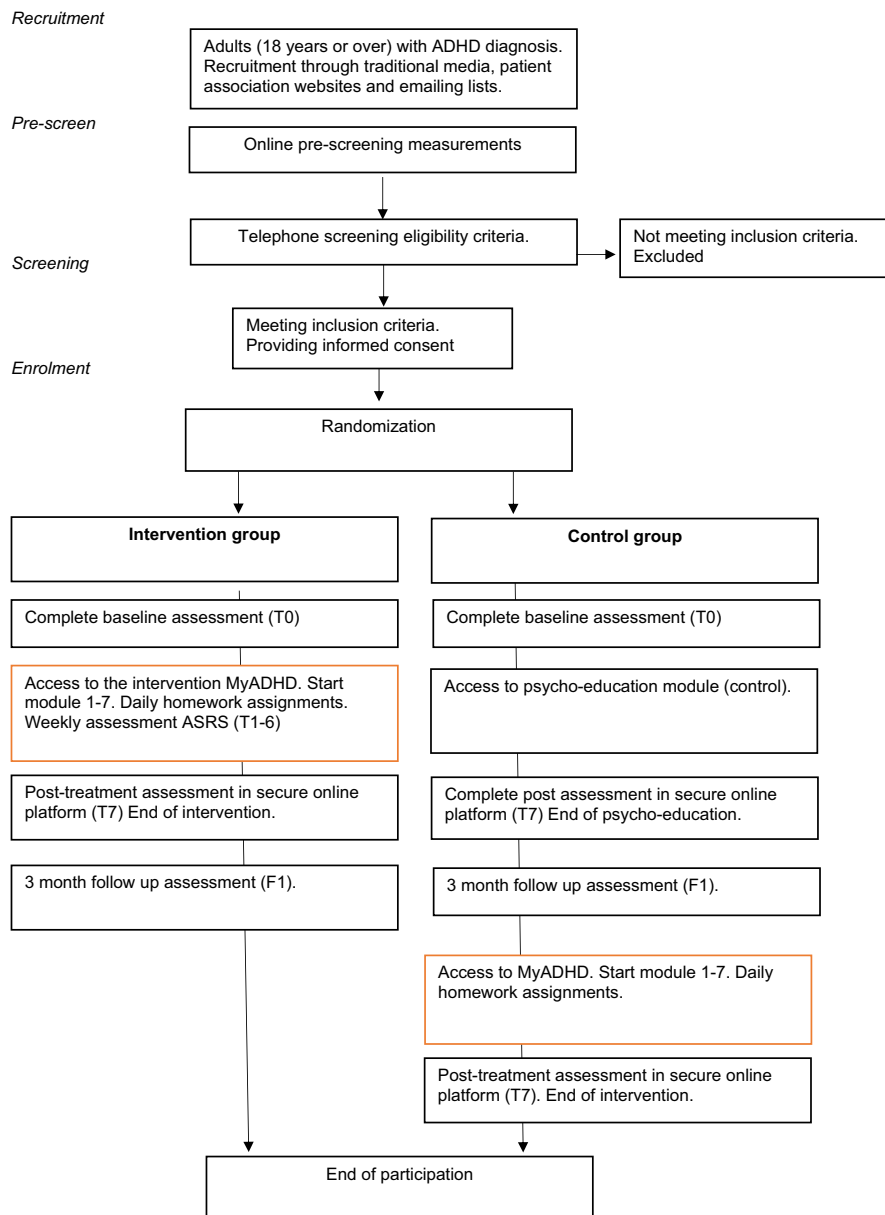 Recruitment
Adults (18 years or over) with ADHD diagnosis.
Recruitment through traditional media, patient
association websites and emailing lists.
Pre-screen
Online pre-screening measurements
Telephone screening eligibility criteria.
Not meeting inclusion criteria.
Excluded
Screening
Meeting inclusion criteria.
Providing informed consent
Enrolment
Randomization
Intervention group
Control group
Complete baseline assessment (T0)
Complete baseline assessment (T0)
Access to the intervention MyADHD. Start
module 1-7. Daily homework assignments.
Weekly assessment ASRS (T1-6)
Access to psycho-education module (control).
Post-treatment assessment in secure online
platform (T7) End of intervention.
Complete post assessment in secure online
platform (T7) End of psycho-education.
3 month follow up assessment (F1).
3 month follow up assessment (F1).
Access to MyADHD. Start module 1-7. Daily
homework assignments.
Post-treatment assessment in secure online
platform (T7). End of intervention.
End of participation